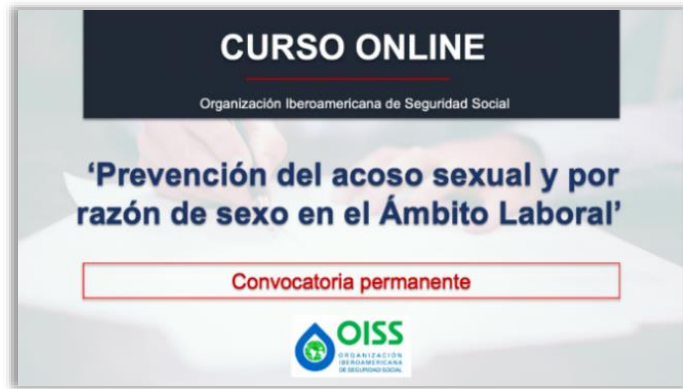 CURSO ONLINE
Organización Iberoamericana de Seguridad Social
‘Prevención del acoso sexual y por
razón de sexo en el Ámbito Laboral’
Convocatoria permanente
OISS
ORGANIZACIÓN
IBEROAMERICANA
DE SEGURIDAD SOCIAL